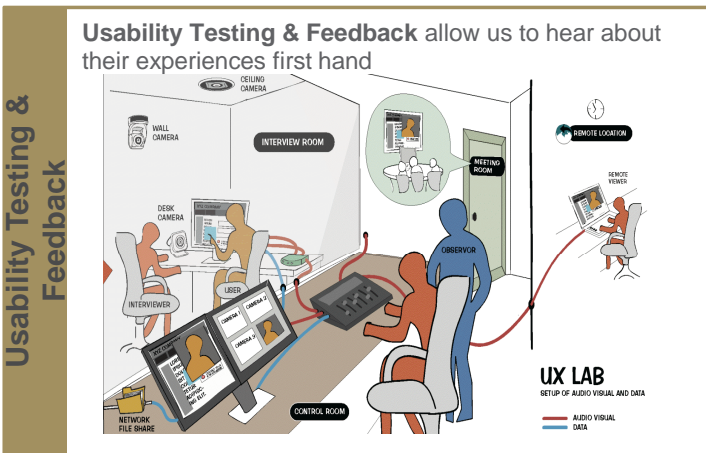 Usability Testing &
Feedback
Usability Testing & Feedback allow us to hear about
their experiences first hand
CEILING
CAMERA
WALL
CAMERA
INTERVIEW ROOM
DESK
CAMERA
INTERVIEWER
USER
MEETING
ROOM
OBSERVOR
REMOTE LOCATION
REMOTE
VIEWER
CAMERA 1
CAMERA 2
CAMERA 3
NETWORK
FILE SHARE
CONTROL ROOM
UX LAB
SETUP OF AUDIO VISUAL AND DATA
AUDIO VISUAL
DATA